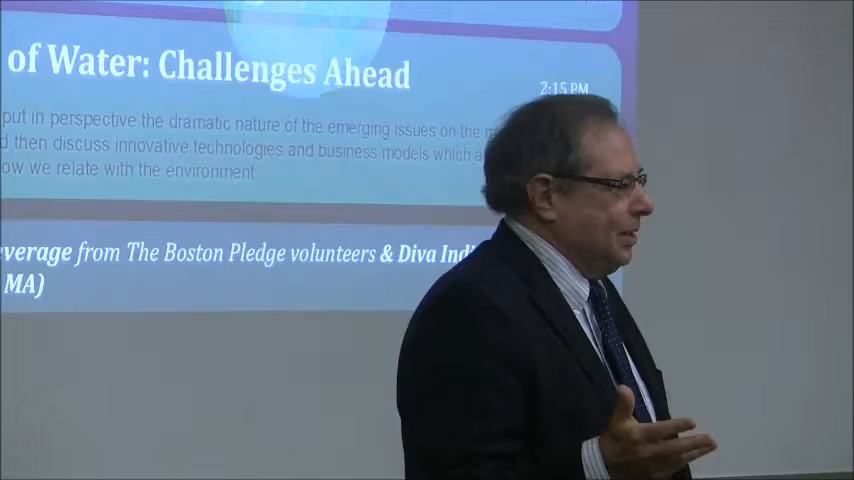 of Water: Challenges Ahead
2:15 PM
put in perspective the dramatic nature of the emerging issues on the
then discuss innovative technologies and business models which
ow we relate with the environment.
everage from The Boston Pledge volunteers & Diva Indi
MA)